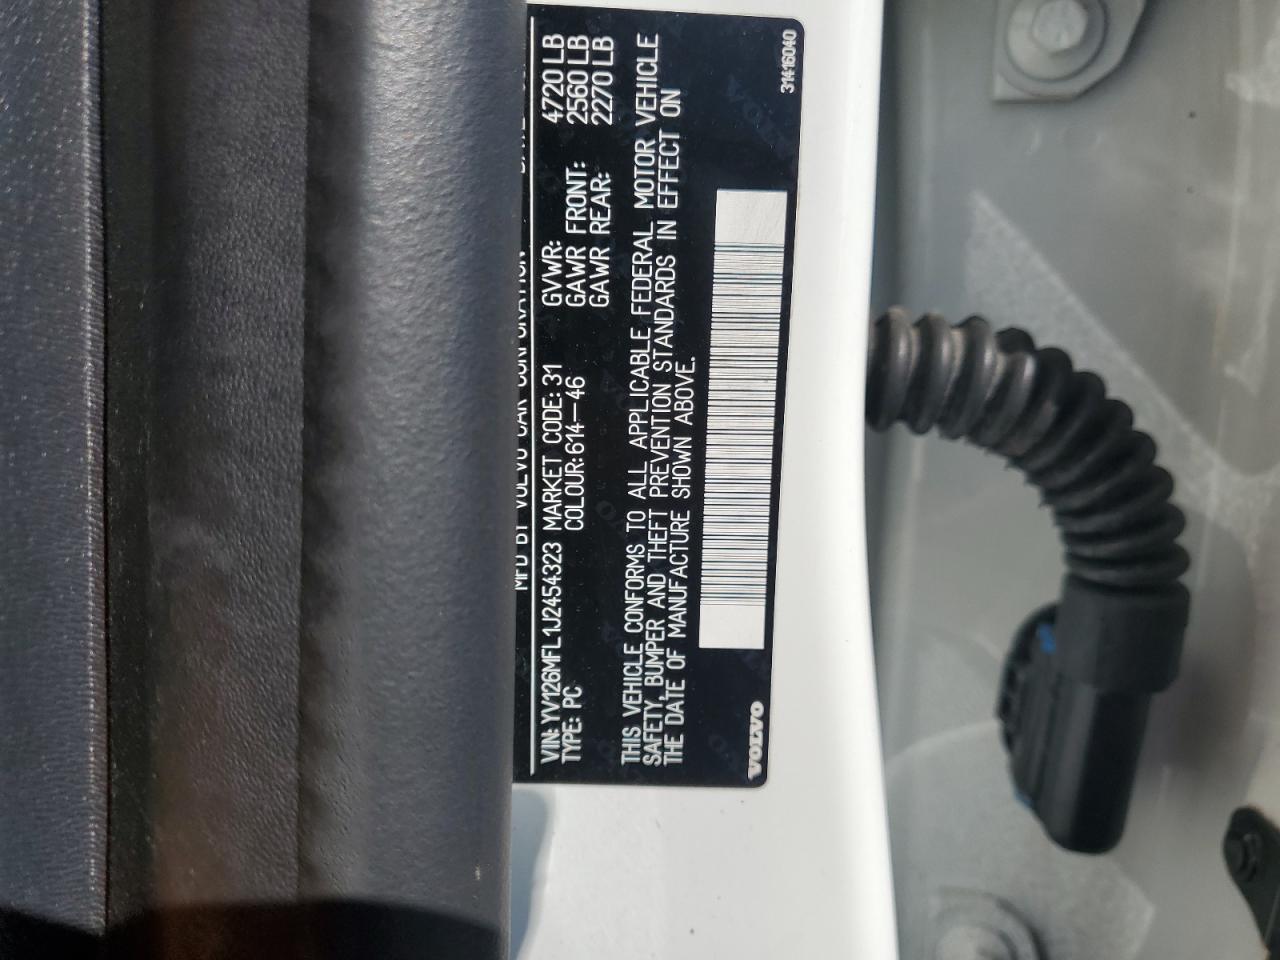 MFD BY VOLVO CAR CORPORATION
VIN: YV126MFL1J2454323 MARKET CODE: 31 GVWR: 4720 LB
TYPE: PC COLOUR: 614-46 GAWR FRONT: 2560 LB
GAWR REAR: 2270 LB
THIS VEHICLE CONFORMS TO ALL APPLICABLE FEDERAL MOTOR VEHICLE
SAFETY, BUMPER AND THEFT PREVENTION STANDARDS IN EFFECT ON
THE DATE OF MANUFACTURE SHOWN ABOVE.
VOLVO
31416040